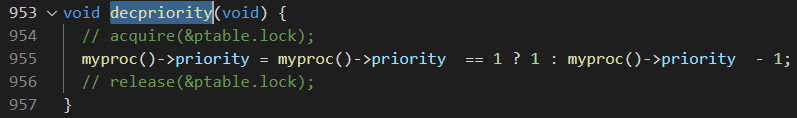 953 void decpriority(void) {
954 // acquire(&ptable.lock);
955 myproc()->priority = myproc()->priority  == 1 ? 1 : myproc()->priority  - 1;
956 // release(&ptable.lock);
957 }